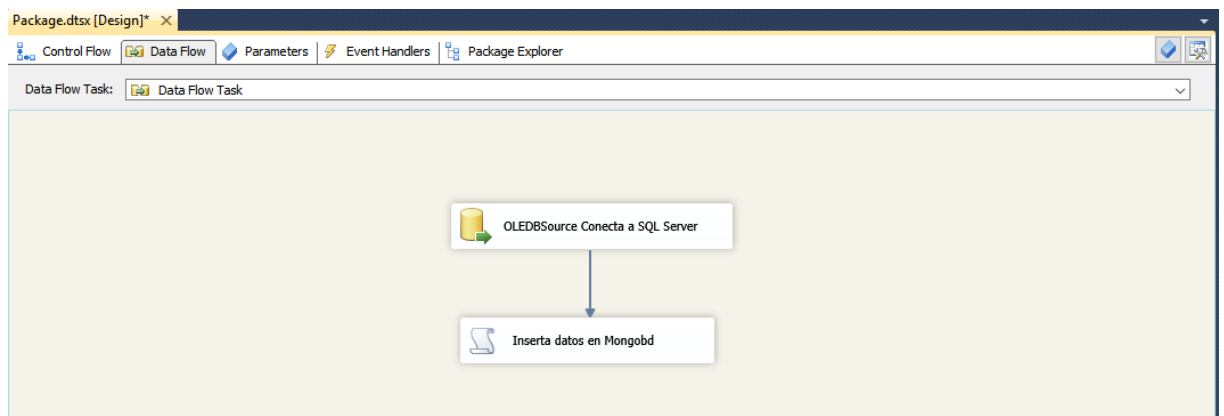 Package.dtsx [Design]*
Control Flow Data Flow Parameters Event Handlers Package Explorer
Data Flow Task: Data Flow Task
OLEDBSource Conecta a SQL Server
Inserta datos en Mongobd